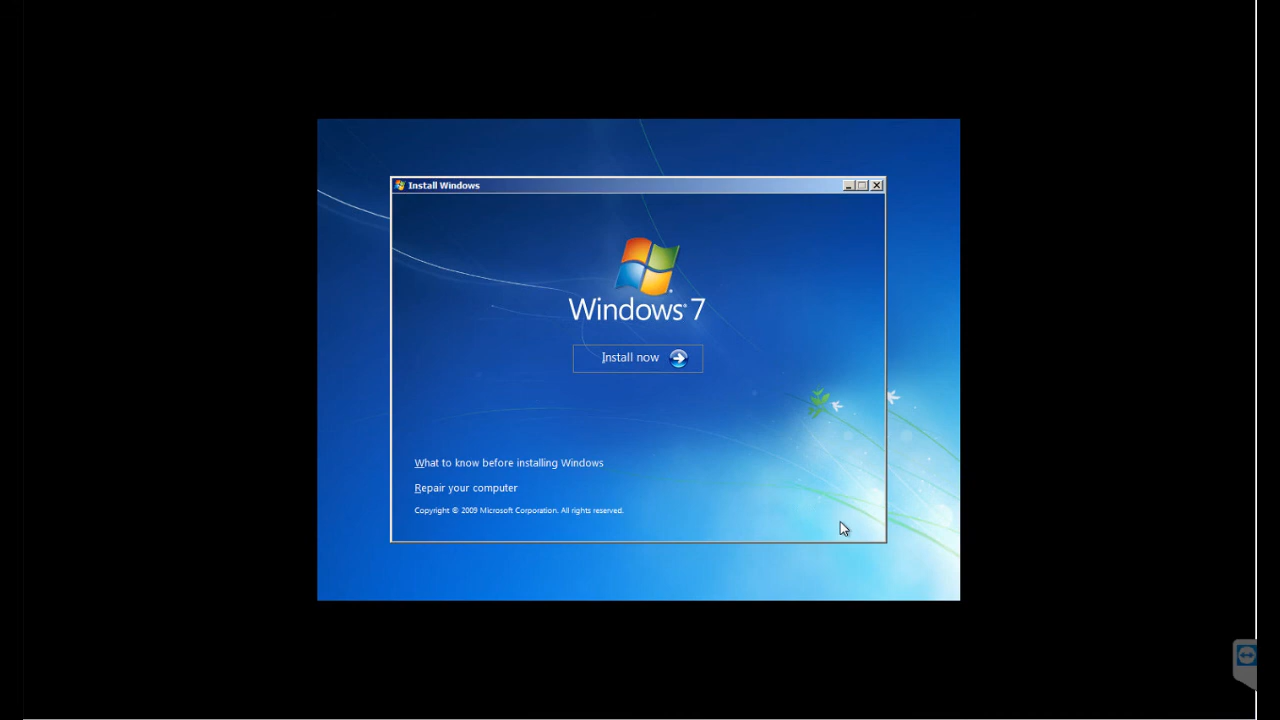 Install Windows
Windows 7
Install now
What to know before installing Windows
Repair your computer
Copyright © 2009 Microsoft Corporation. All rights reserved.